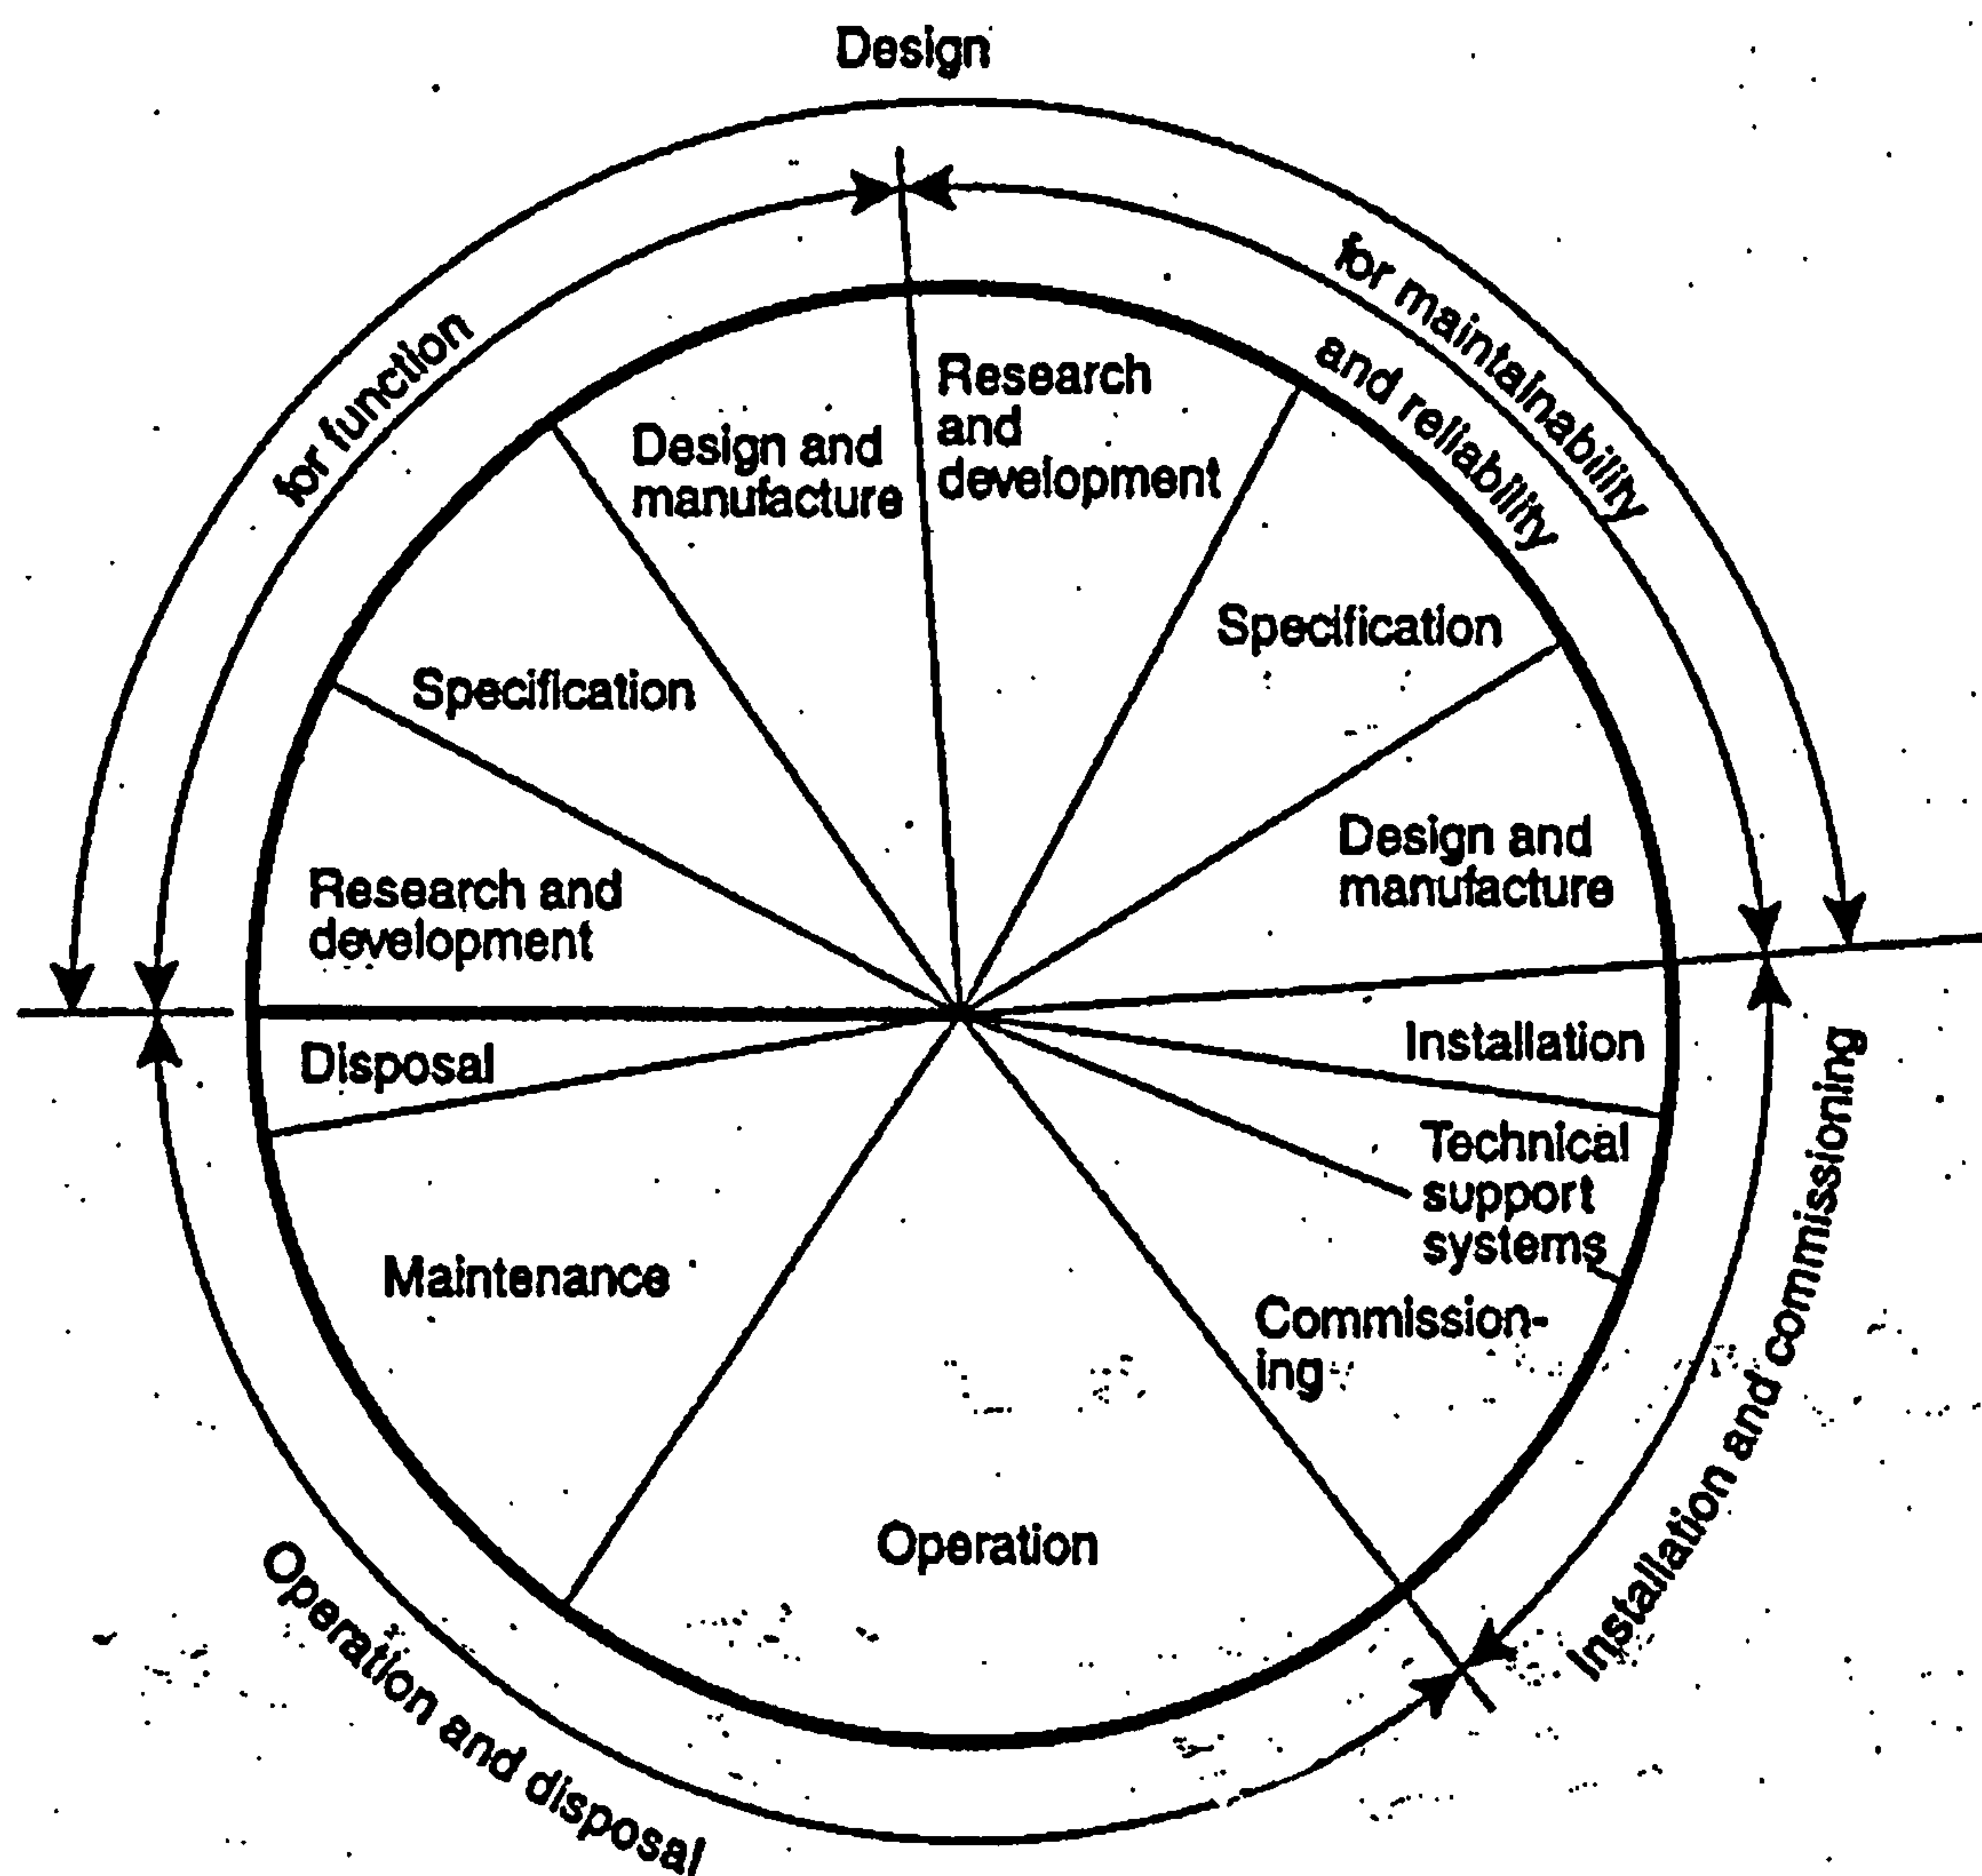 Design
for function
for maintainability
and reliability
Research
and
development
Design and
manufacture
Specification
Specification
Research and
development
Design and
manufacture
Disposal
Installation
Technical
support
systems
Maintenance
Commission-
ing
Operation
Installation and commissioning
Operation and disposal